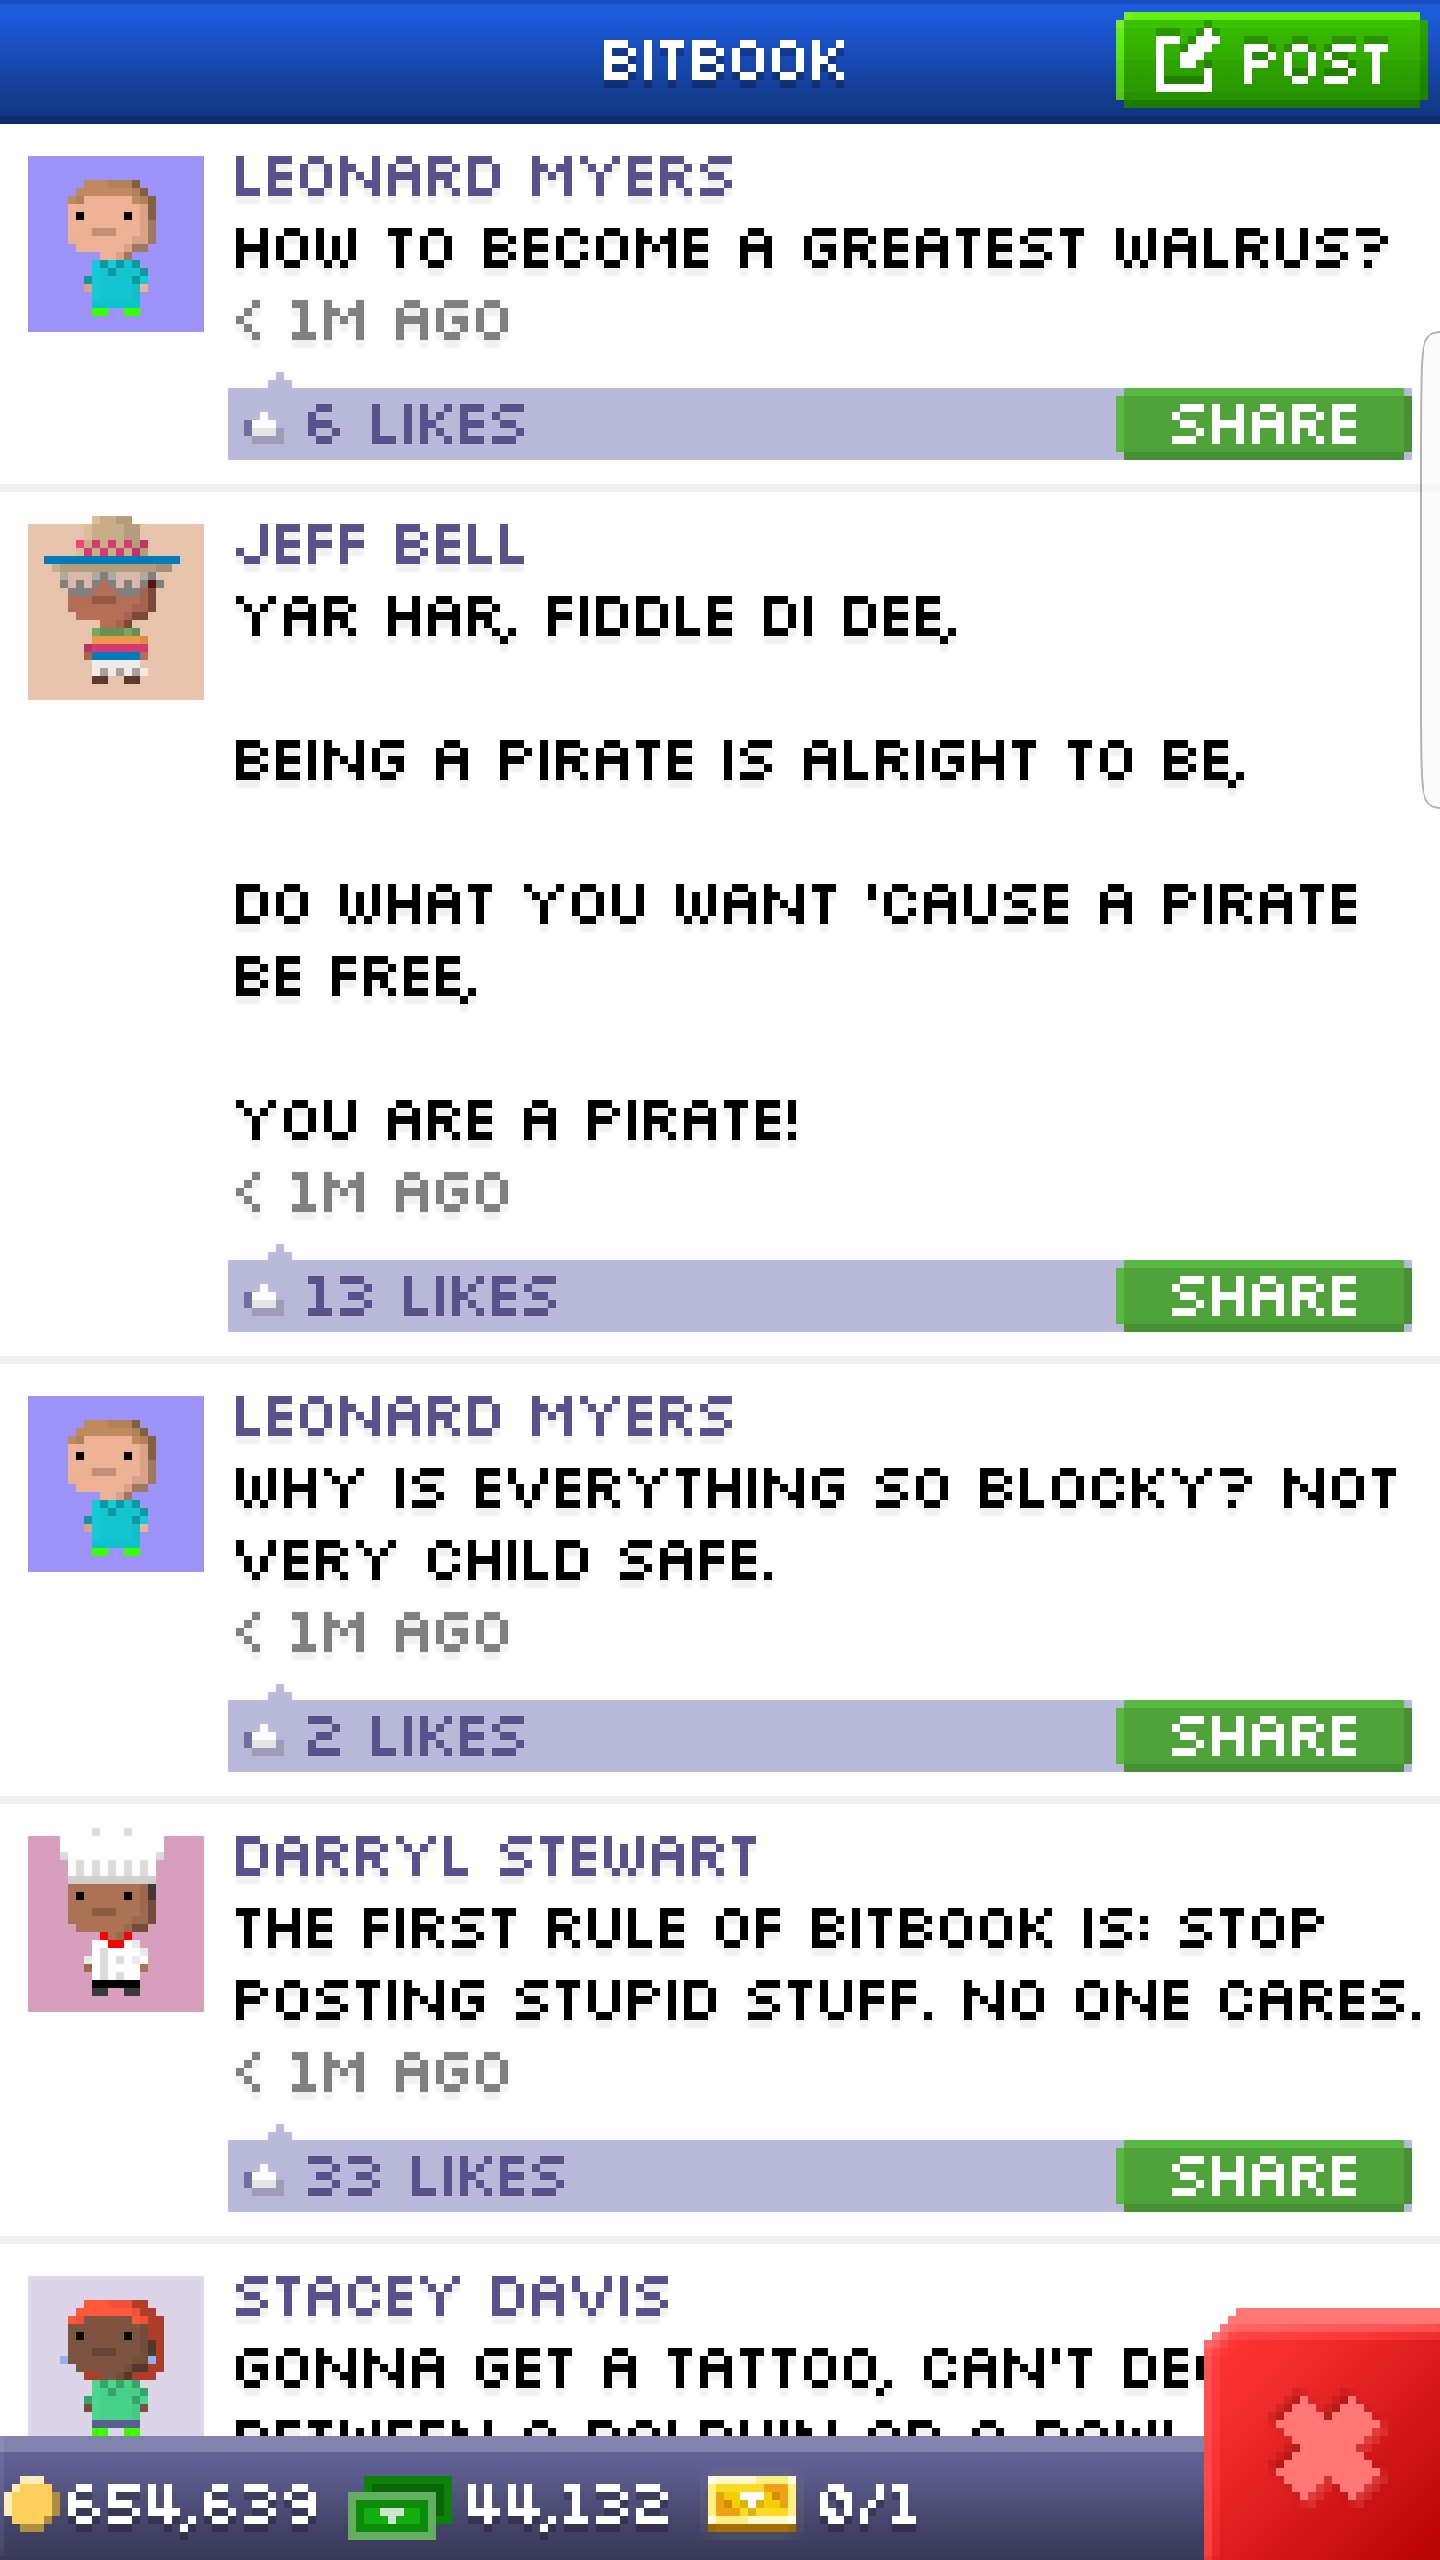 BITBOOK
POST
LEONARD MYERS
HOW TO BECOME A GREATEST WALRUS?
< 1M AGO
6 LIKES
SHARE
JEFF BELL
YAR HAR, FIDDLE DI DEE,
BEING A PIRATE IS ALRIGHT TO BE,
DO WHAT YOU WANT 'CAUSE A PIRATE
BE FREE,
YOU ARE A PIRATE!
< 1M AGO
13 LIKES
SHARE
LEONARD MYERS
WHY IS EVERYTHING SO BLOCKY? NOT
VERY CHILD SAFE.
< 1M AGO
2 LIKES
SHARE
DARRYL STEWART
THE FIRST RULE OF BITBOOK IS: STOP
POSTING STUPID STUFF. NO ONE CARES.
< 1M AGO
33 LIKES
SHARE
STACEY DAVIS
GONNA GET A TATTOO, CAN'T
BETWEEN A DOLPHIN OR A
654,639
44,132
0/1